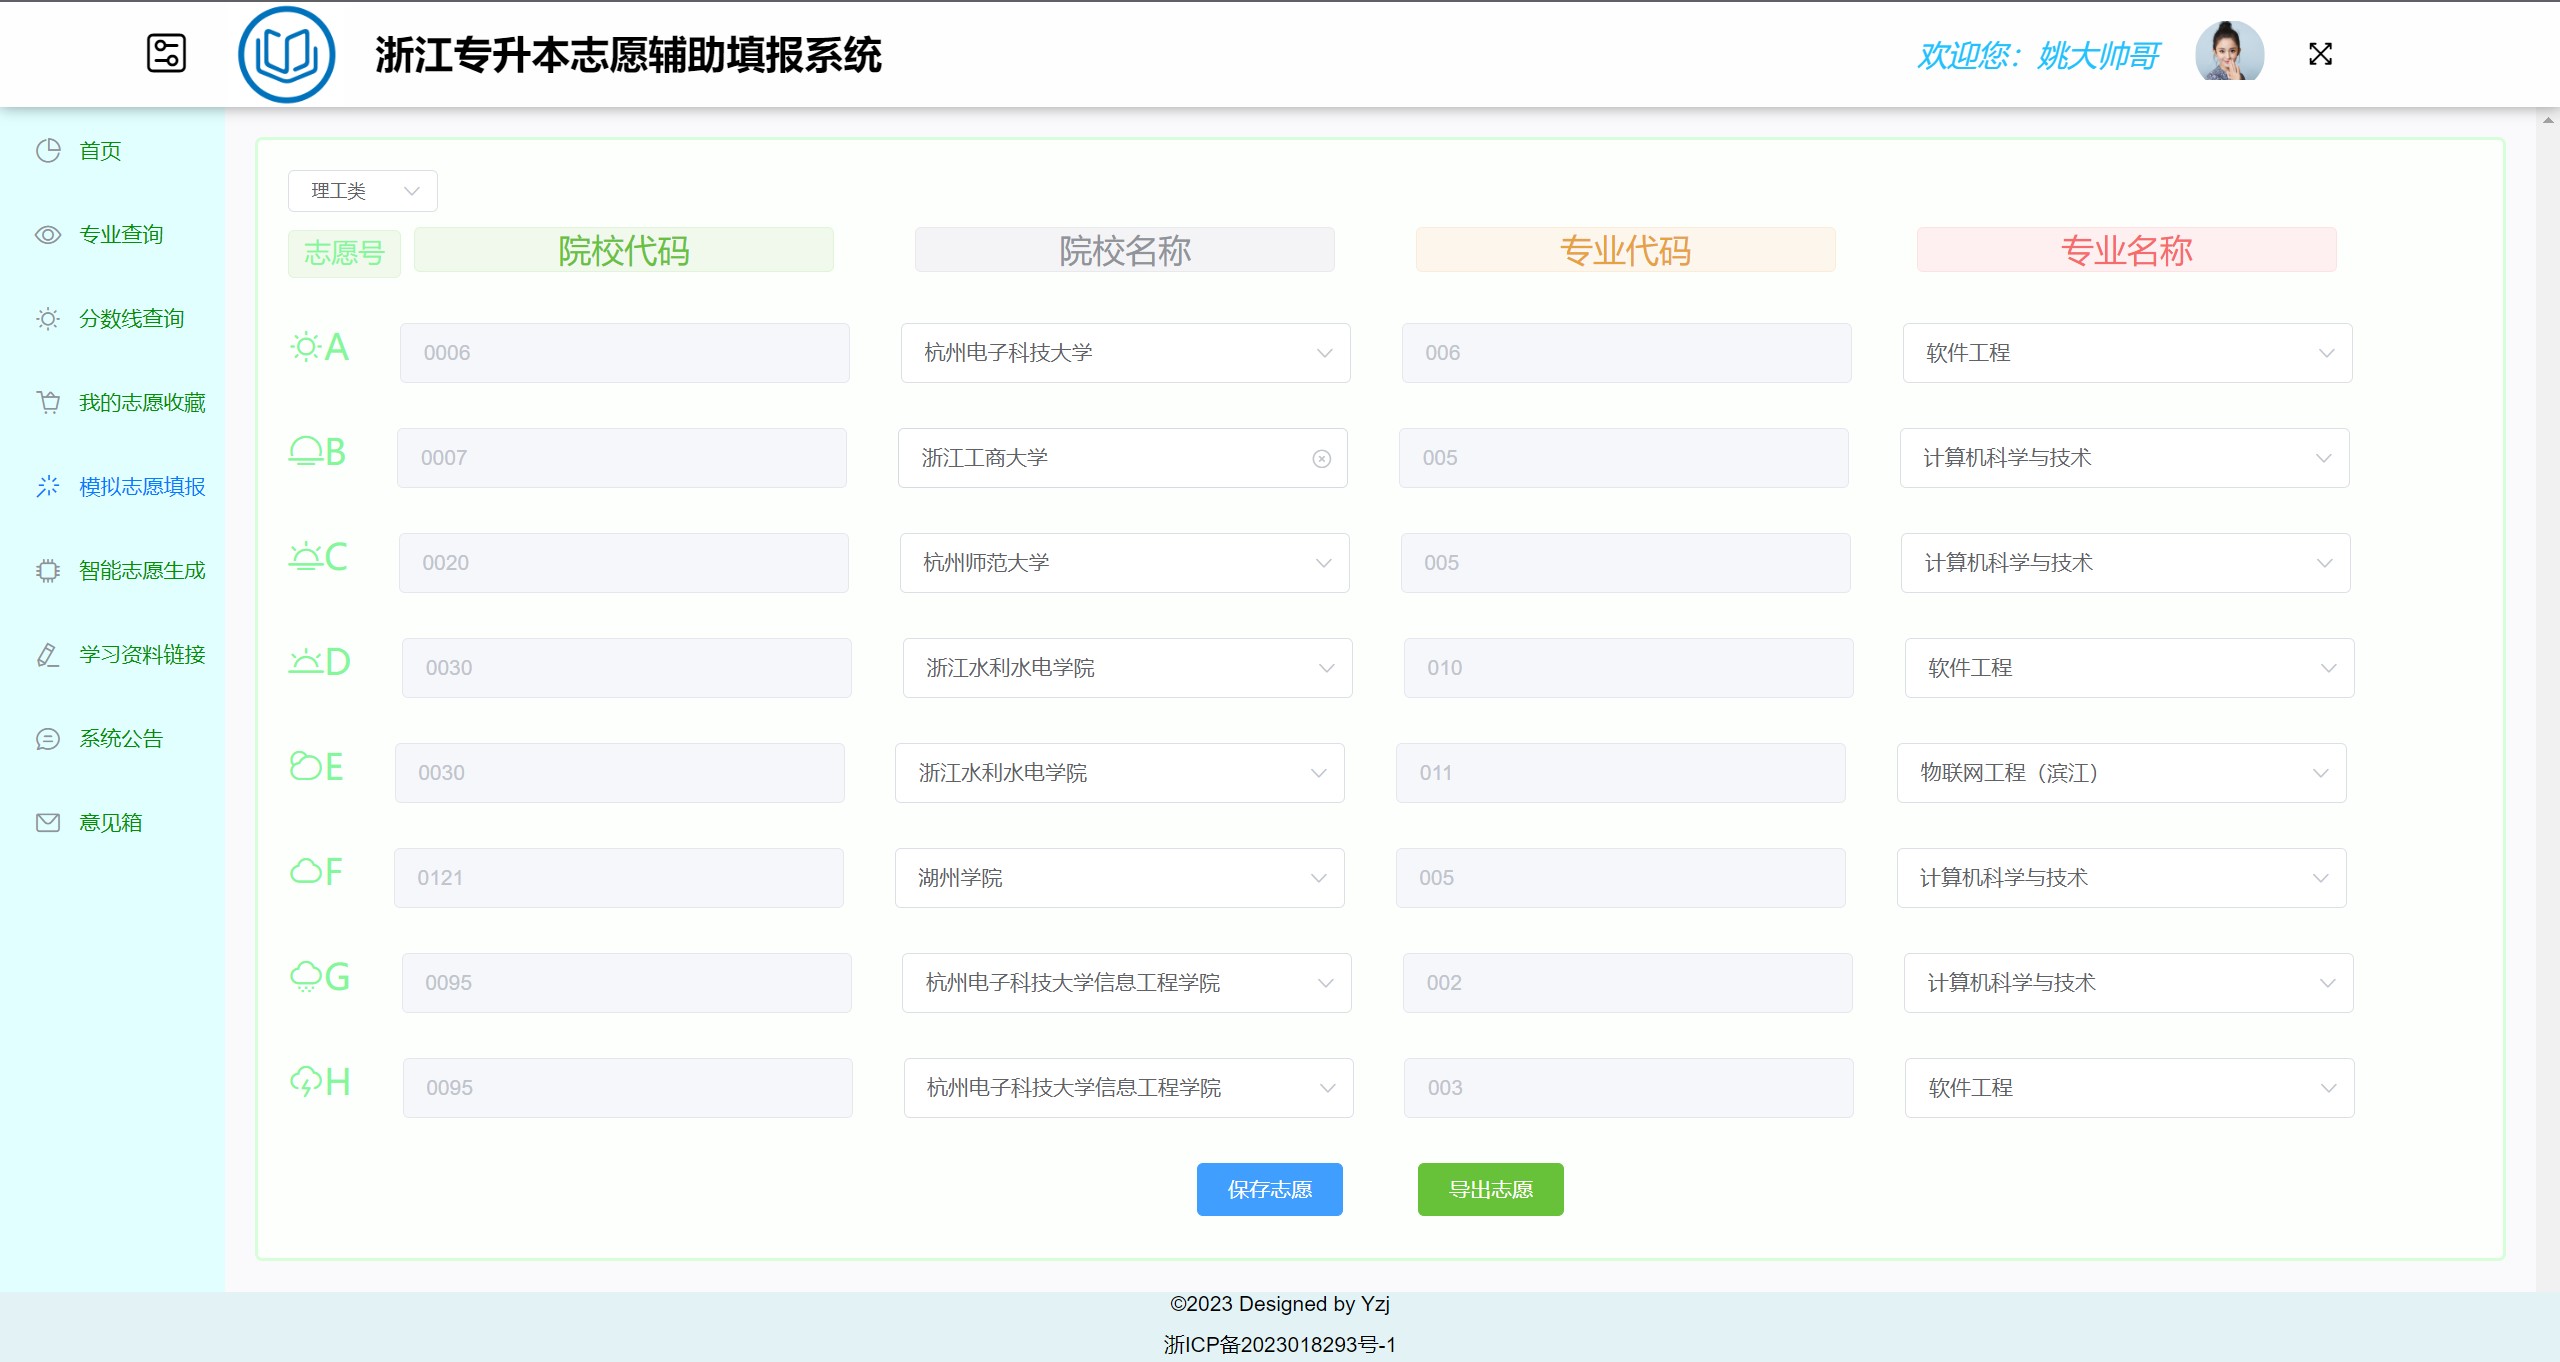 浙江专升本志愿辅助填报系统
欢迎您：姚大帅哥
首页
专业查询
分数线查询
我的志愿收藏
模拟志愿填报
智能志愿生成
学习资料链接
系统公告
意见箱
理工类
志愿号 院校代码 院校名称 专业代码 专业名称
A 0006 杭州电子科技大学 006 软件工程
B 0007 浙江工商大学 005 计算机科学与技术
C 0020 杭州师范大学 005 计算机科学与技术
D 0030 浙江水利水电学院 010 软件工程
E 0030 浙江水利水电学院 011 物联网工程（滨江）
F 0121 湖州学院 005 计算机科学与技术
G 0095 杭州电子科技大学信息工程学院 002 计算机科学与技术
H 0095 杭州电子科技大学信息工程学院 003 软件工程
保存志愿 导出志愿
©2023 Designed by Yzj
浙ICP备2023018293号-1